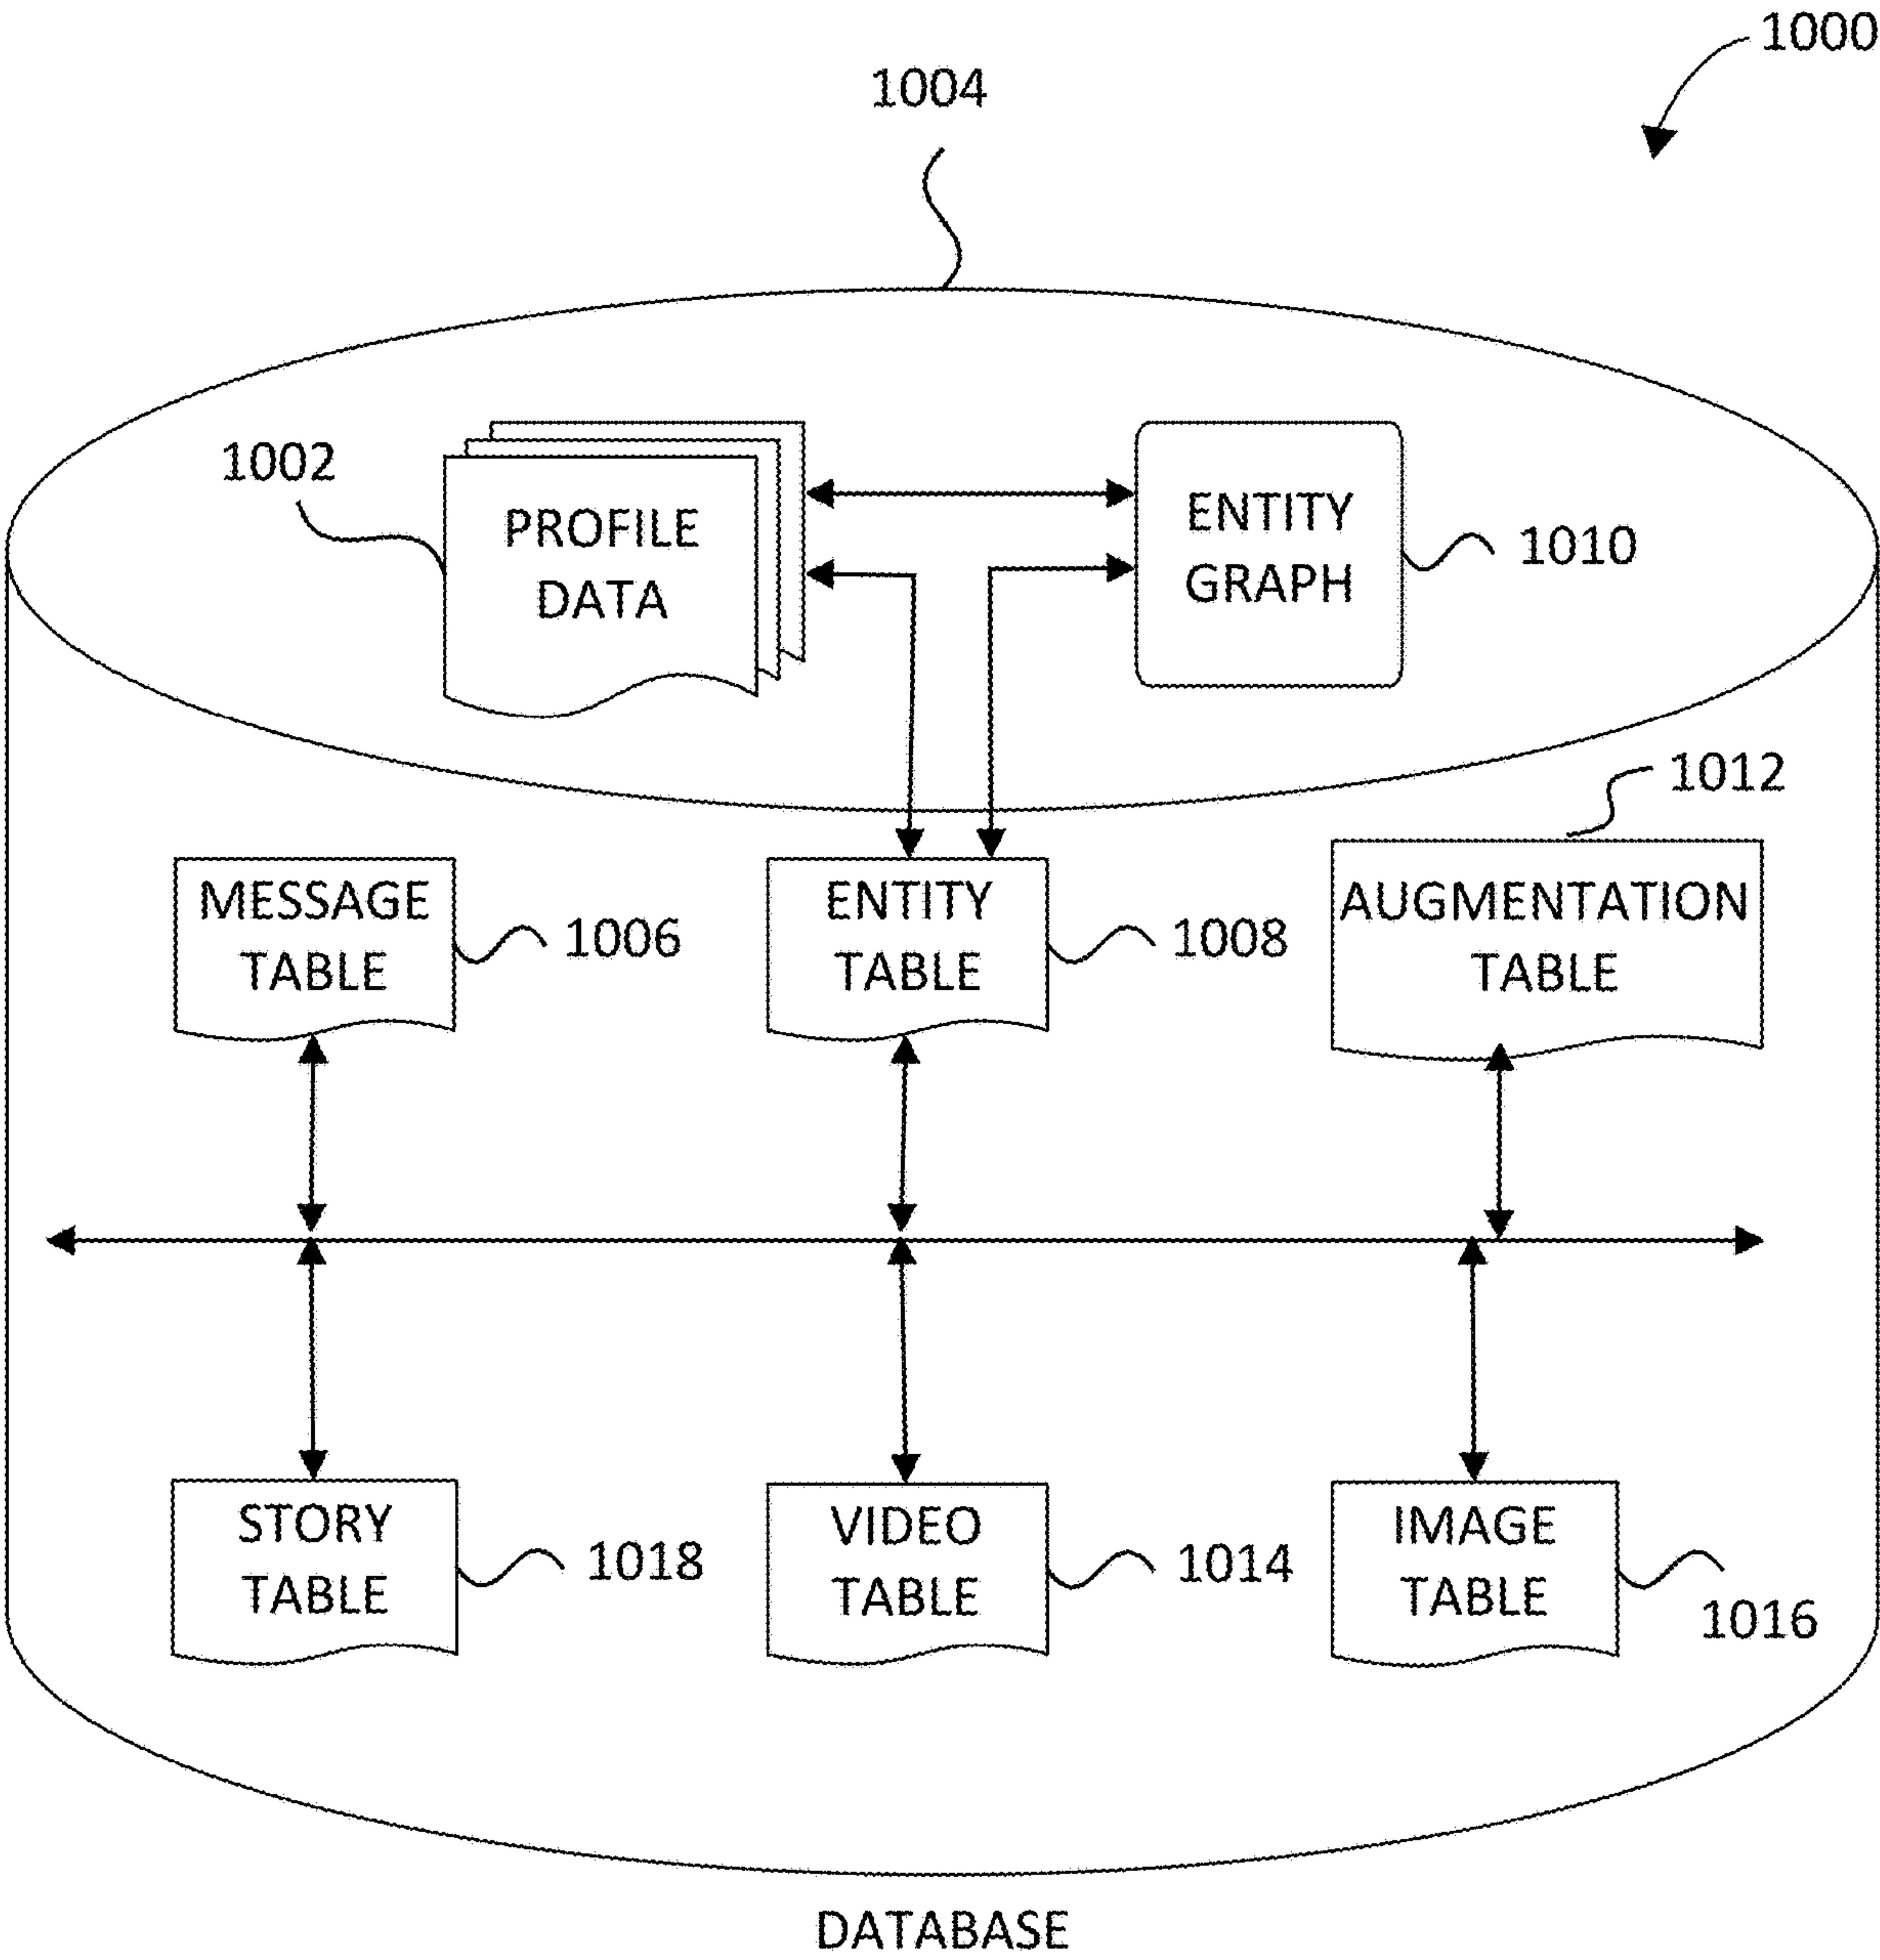 1000
1004
1002
PROFILE
DATA
ENTITY
GRAPH
1010
1012
MESSAGE
TABLE
1006
ENTITY
TABLE
1008
AUGMENTATION
TABLE
STORY
TABLE
1018
VIDEO
TABLE
1014
IMAGE
TABLE
1016
DATABASE